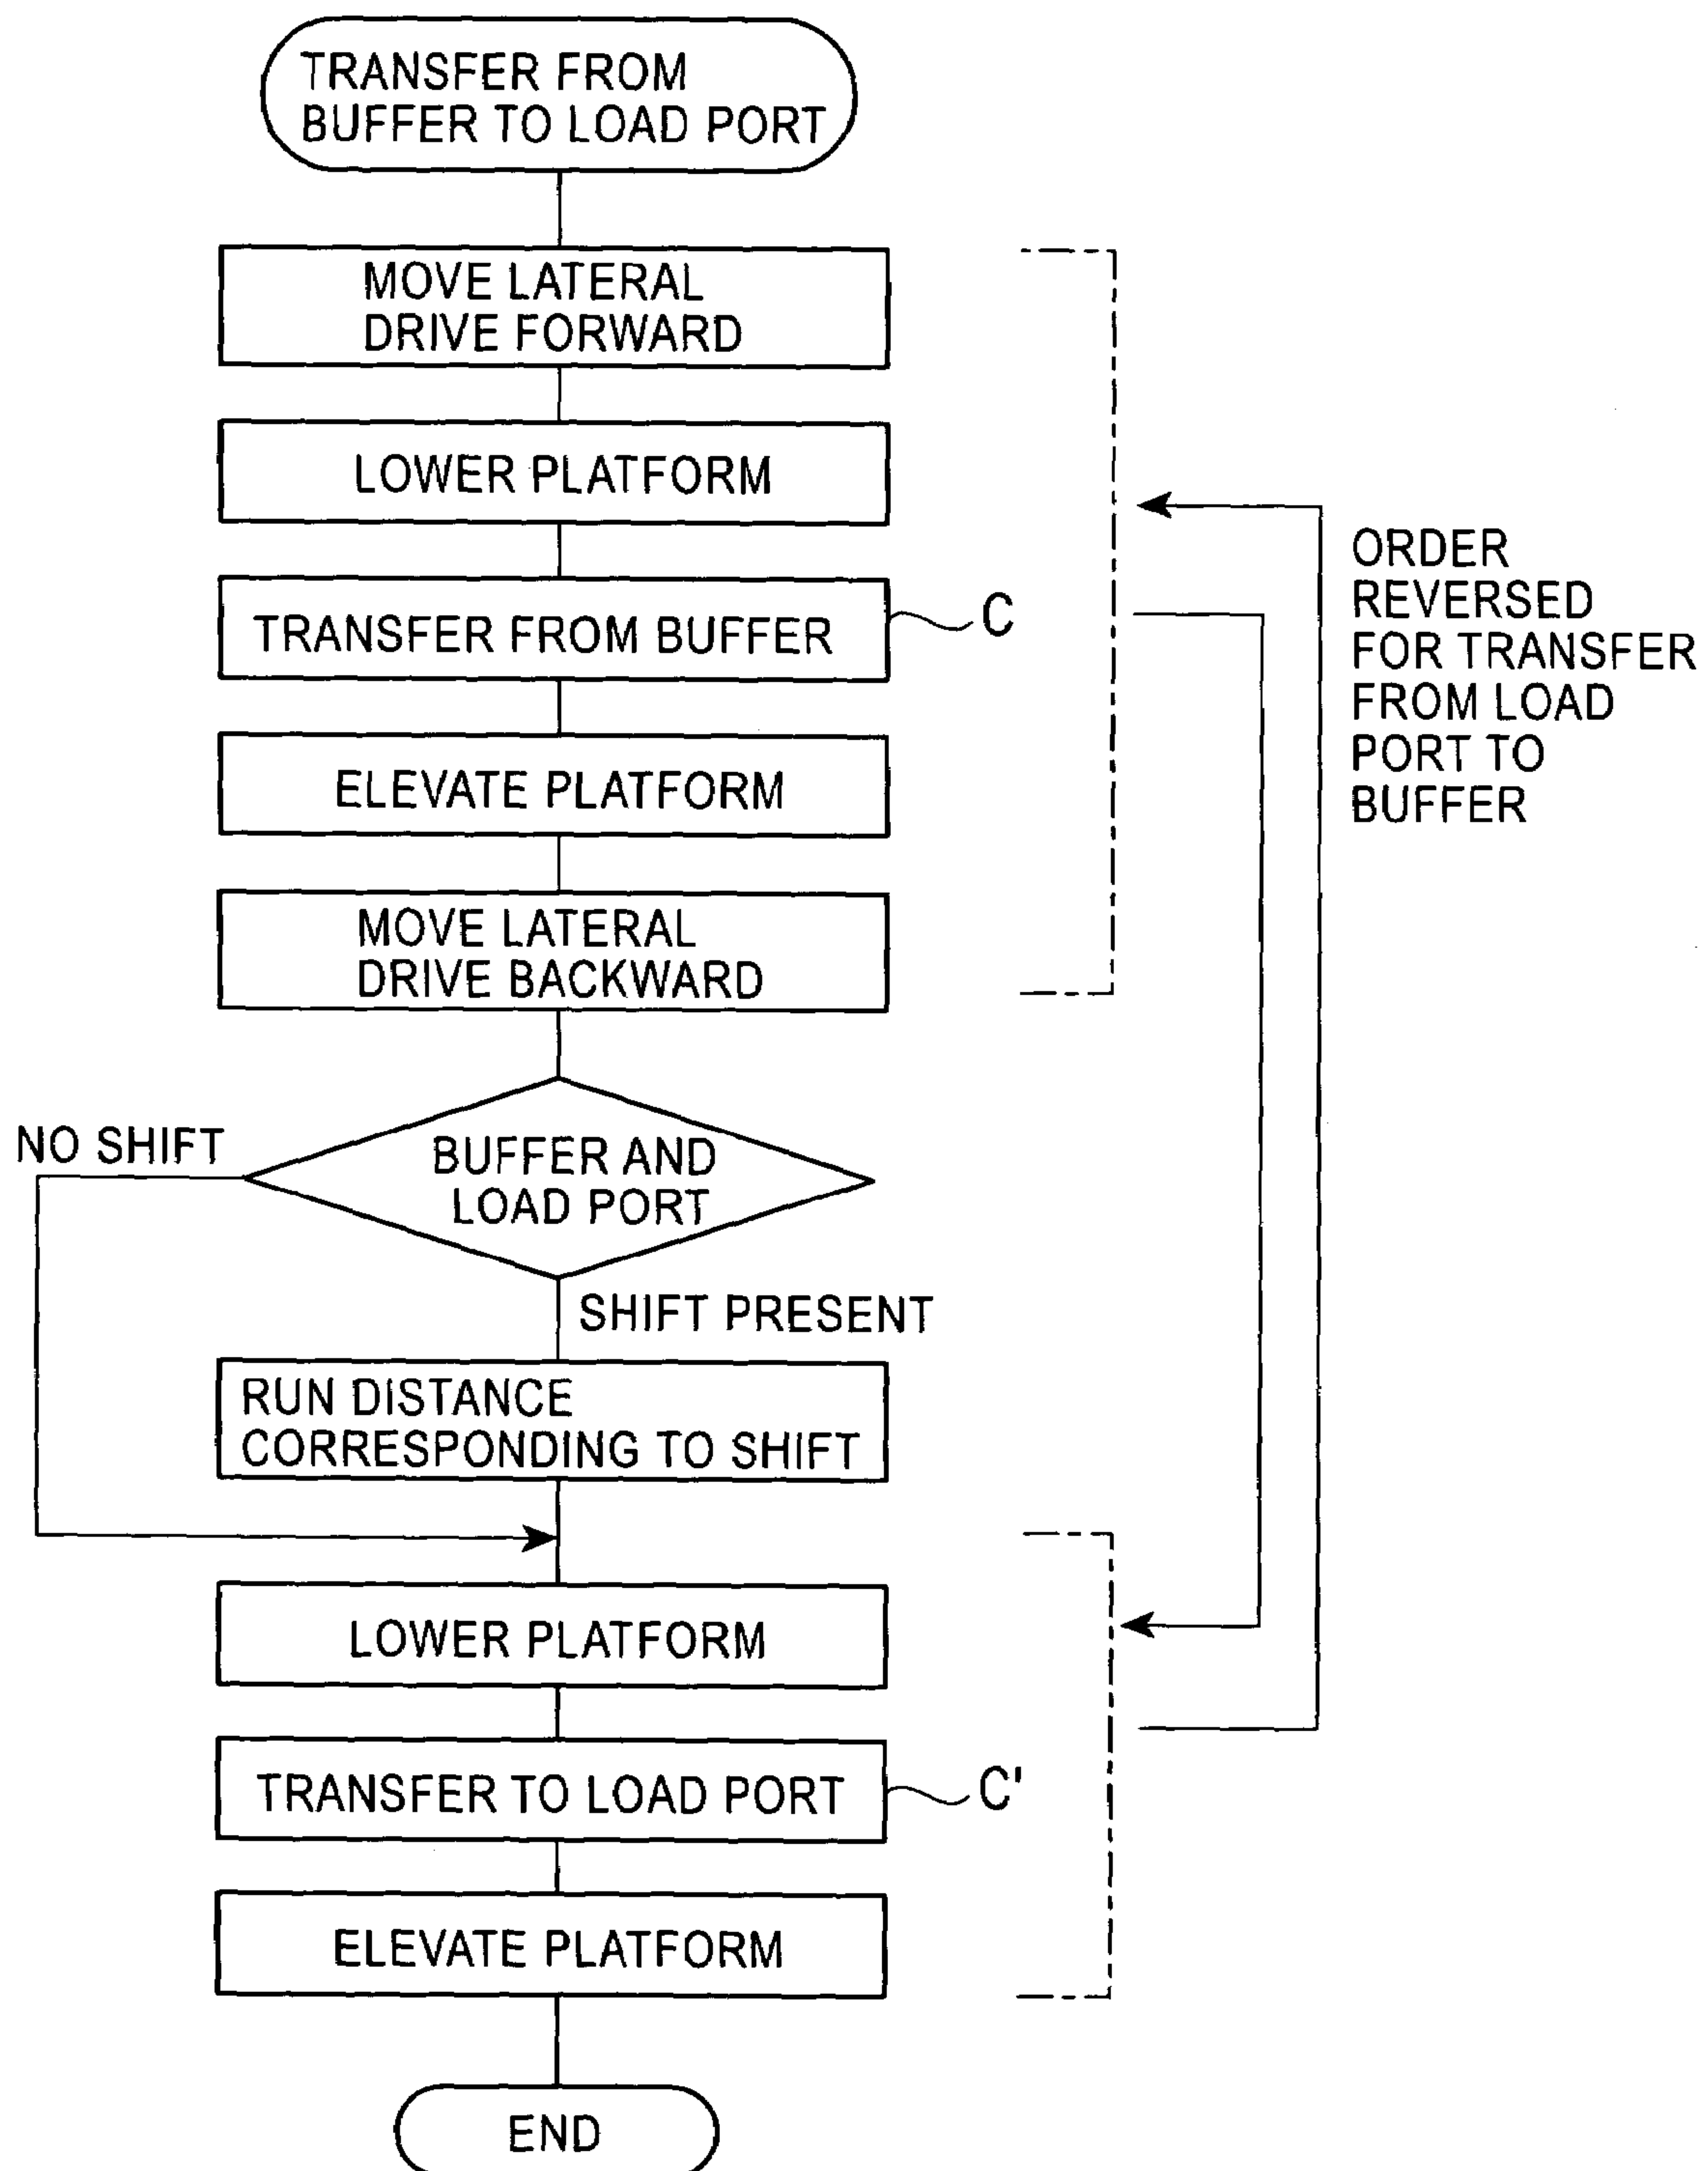 TRANSFER FROM
BUFFER TO LOAD PORT
MOVE LATERAL
DRIVE FORWARD
LOWER PLATFORM
TRANSFER FROM BUFFER
C
ELEVATE PLATFORM
MOVE LATERAL
DRIVE BACKWARD
ORDER
REVERSED
FOR TRANSFER
FROM LOAD
PORT TO
BUFFER
NO SHIFT
BUFFER AND
LOAD PORT
SHIFT PRESENT
RUN DISTANCE
CORRESPONDING TO SHIFT
LOWER PLATFORM
TRANSFER TO LOAD PORT
C'
ELEVATE PLATFORM
END